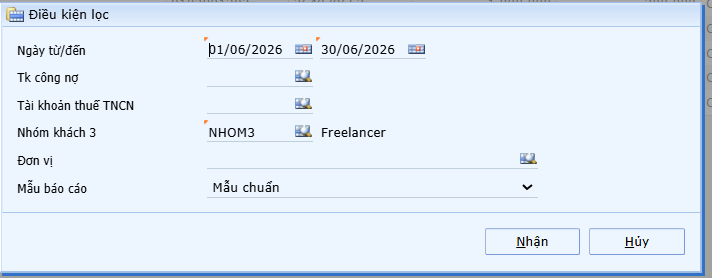 Điều kiện lọc
Ngày từ/đến 01/06/2026 30/06/2026
Tk công nợ
Tài khoản thuế TNCN
Nhóm khách 3 NHOM3 Freelancer
Đơn vị
Mẫu báo cáo Mẫu chuẩn
Nhận Hủy